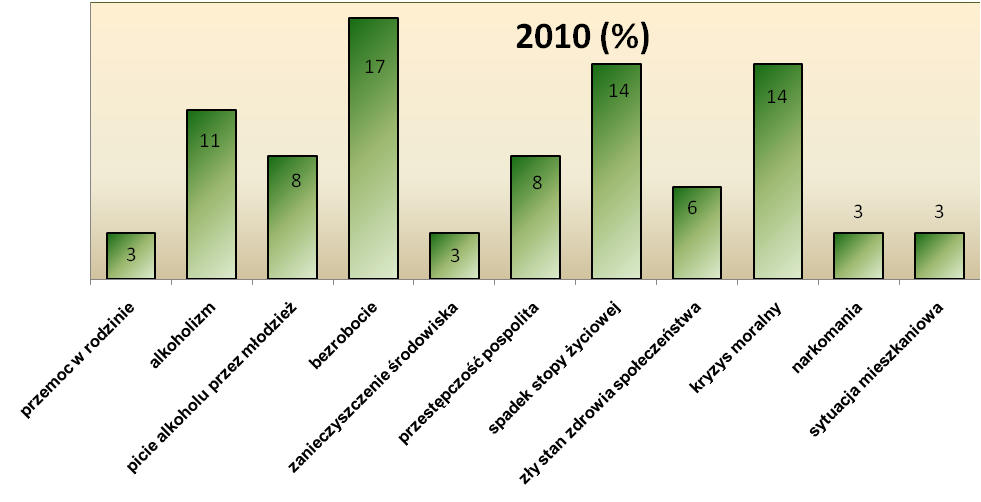 2010 (%)
3
11
8
17
3
8
14
6
14
3
3
przemoc w rodzinie
alkoholizm
picie alkoholu przez młodzież
bezrobocie
zanieczyszczenie środowiska
przestępczość pospolita
spadek stopy życiowej
zły stan zdrowia społeczeństwa
kryzys moralny
narkomania
sytuacja mieszkaniowa